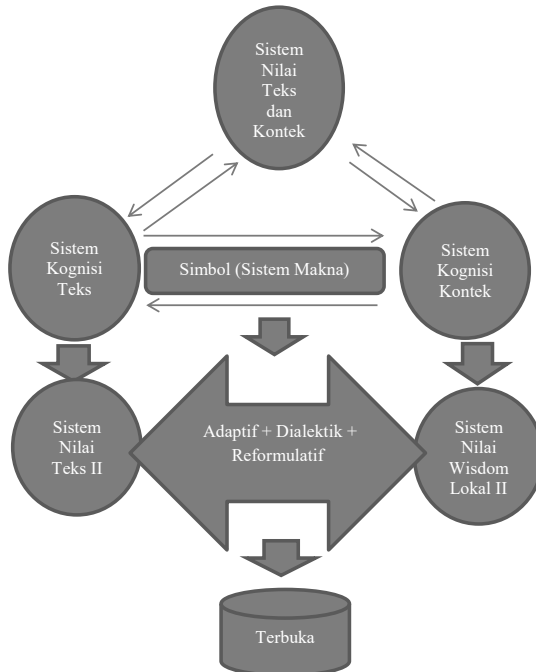 Sistem
Nilai
Teks
dan
Kontek
Sistem
Kognisi
Teks
Simbol (Sistem Makna)
Sistem
Kognisi
Kontek
Sistem
Nilai
Teks II
Adaptif + Dialektik +
Reformulatif
Sistem
Nilai
Wisdom
Lokal II
Terbuka